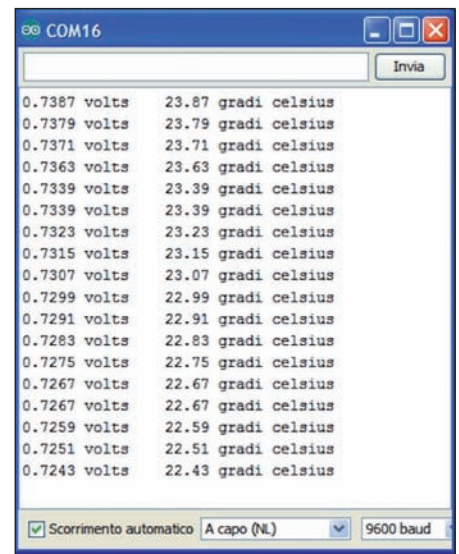 COM16
Invia
0.7387 volts 23.87 gradi celsius
0.7379 volts 23.79 gradi celsius
0.7371 volts 23.71 gradi celsius
0.7363 volts 23.63 gradi celsius
0.7339 volts 23.39 gradi celsius
0.7339 volts 23.39 gradi celsius
0.7323 volts 23.23 gradi celsius
0.7315 volts 23.15 gradi celsius
0.7307 volts 23.07 gradi celsius
0.7299 volts 22.99 gradi celsius
0.7291 volts 22.91 gradi celsius
0.7283 volts 22.83 gradi celsius
0.7275 volts 22.75 gradi celsius
0.7267 volts 22.67 gradi celsius
0.7267 volts 22.67 gradi celsius
0.7259 volts 22.59 gradi celsius
0.7251 volts 22.51 gradi celsius
0.7243 volts 22.43 gradi celsius
Scorrimento automatico A capo (NL) 9600 baud